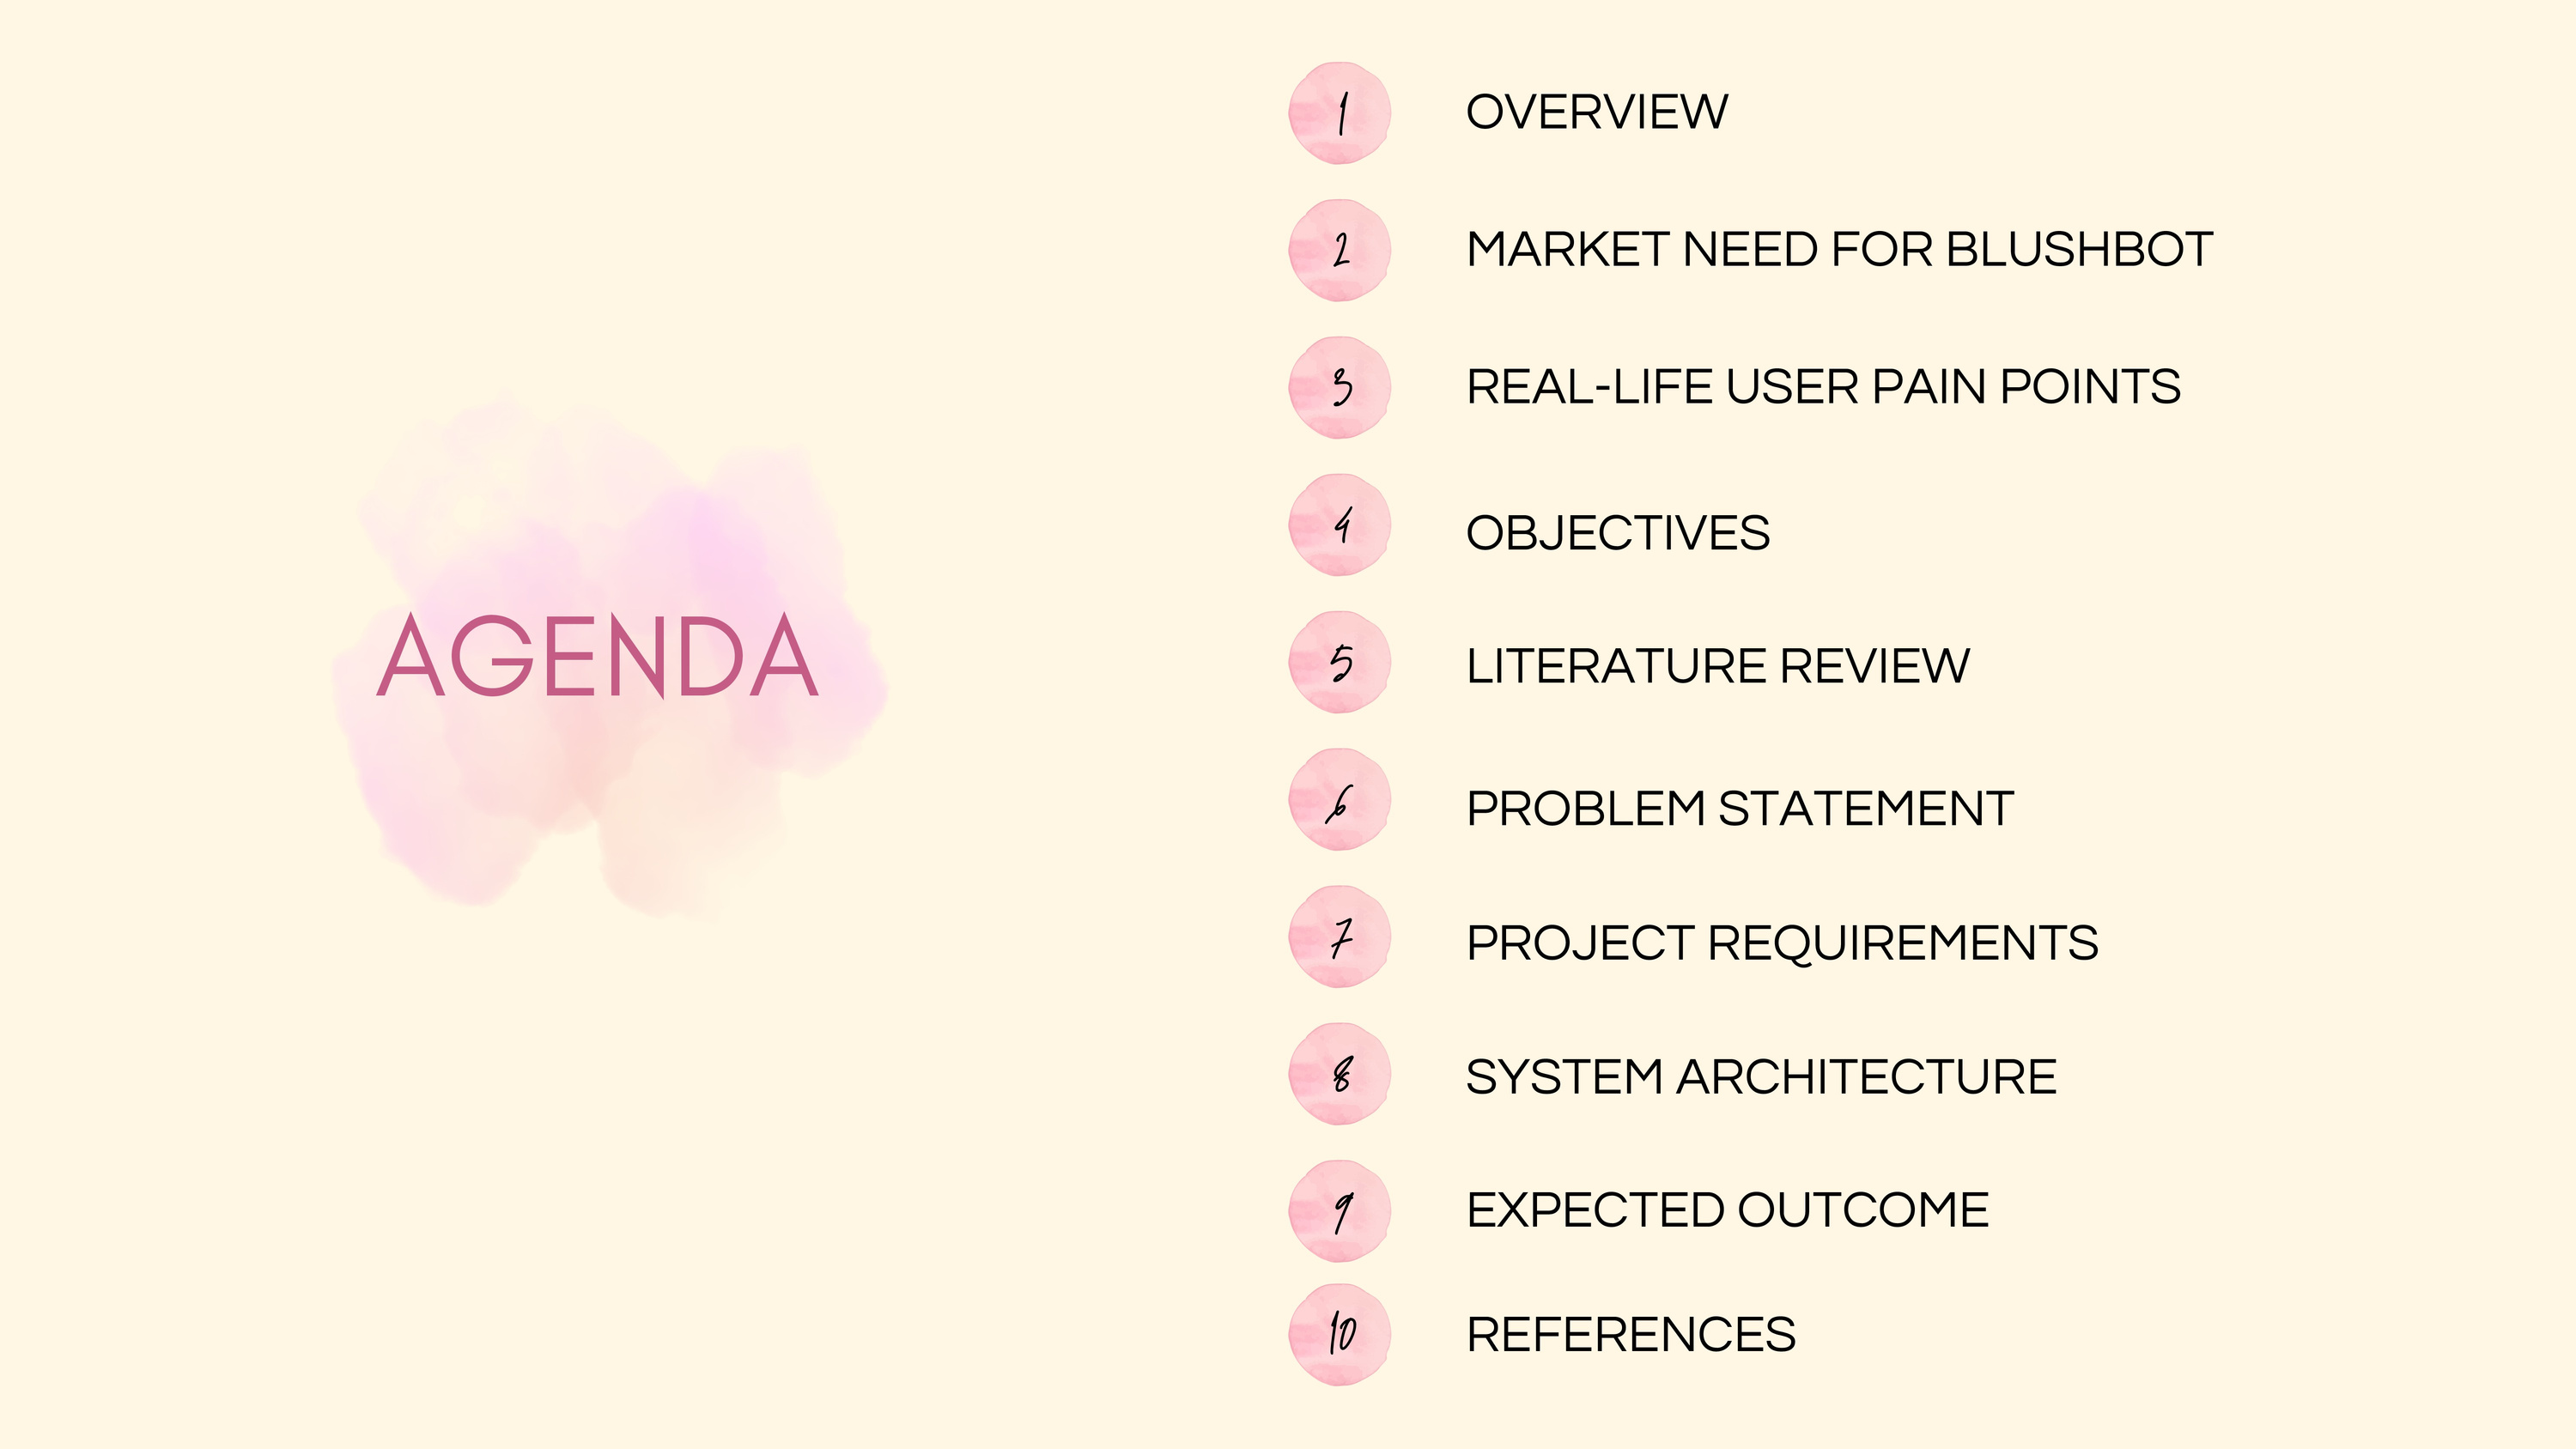 AGENDA
1 OVERVIEW
2 MARKET NEED FOR BLUSHBOT
3 REAL-LIFE USER PAIN POINTS
4 OBJECTIVES
5 LITERATURE REVIEW
6 PROBLEM STATEMENT
7 PROJECT REQUIREMENTS
8 SYSTEM ARCHITECTURE
9 EXPECTED OUTCOME
10 REFERENCES